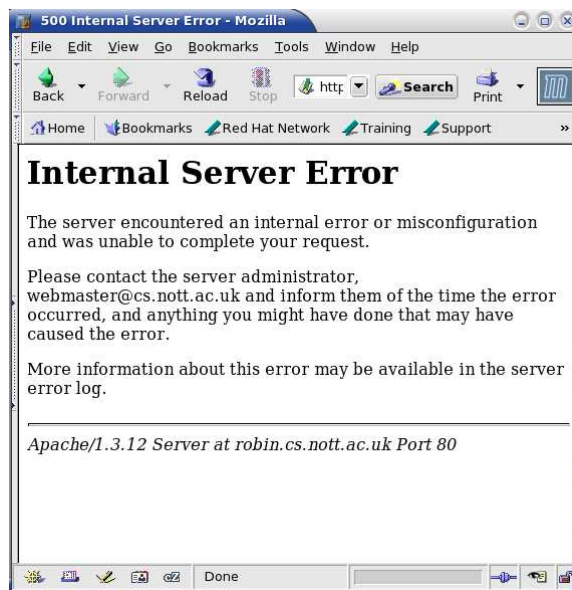 500 Internal Server Error - Mozilla
File Edit View Go Bookmarks Tools Window Help
Back Forward Reload Stop http Search Print
Home Bookmarks Red Hat Network Training Support »
Internal Server Error
The server encountered an internal error or misconfiguration
and was unable to complete your request.
Please contact the server administrator,
webmaster@cs.nott.ac.uk and inform them of the time the error
occurred, and anything you might have done that may have
caused the error.
More information about this error may be available in the server
error log.
Apache/1.3.12 Server at robin.cs.nott.ac.uk Port 80
Done